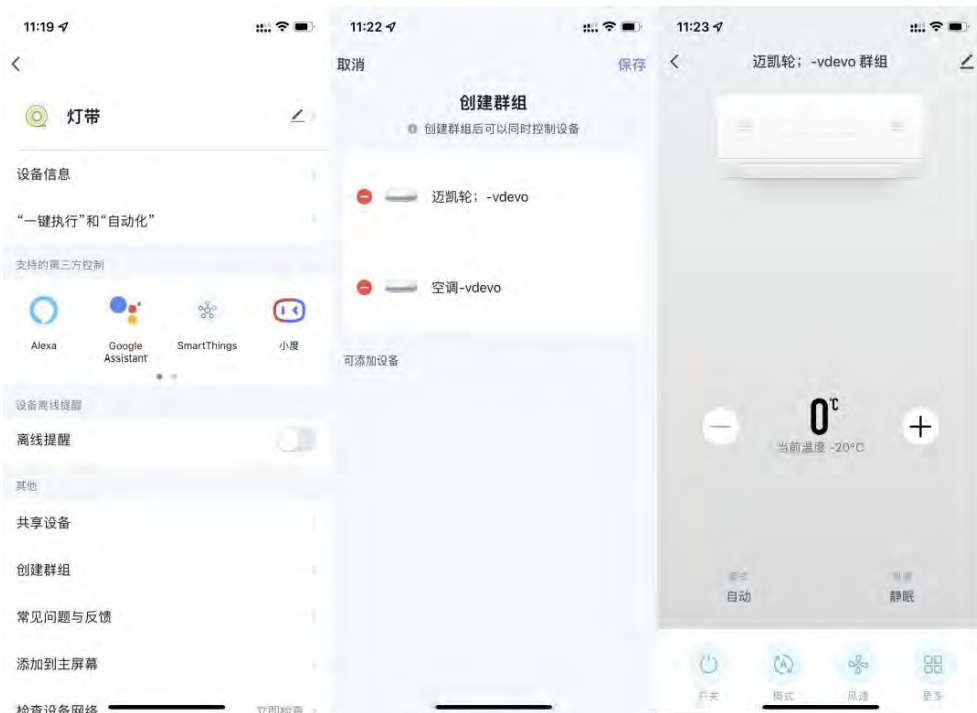 11:19
灯带
设备信息
“一键执行”和“自动化”
支持的第三方控制
Alexa
Google
Assistant
SmartThings
小度
设备离线提醒
离线提醒
其他
共享设备
创建群组
常见问题与反馈
添加到主屏幕
检查设备网络
立即检查
11:22
取消
保存
创建群组
创建群组后可以同时控制设备
迈凯轮；-vdevo
空调-vdevo
可添加设备
11:23
迈凯轮；-vdevo 群组
0℃
当前温度 -20°C
模式
自动
静眠
开关
模式
风速
更多